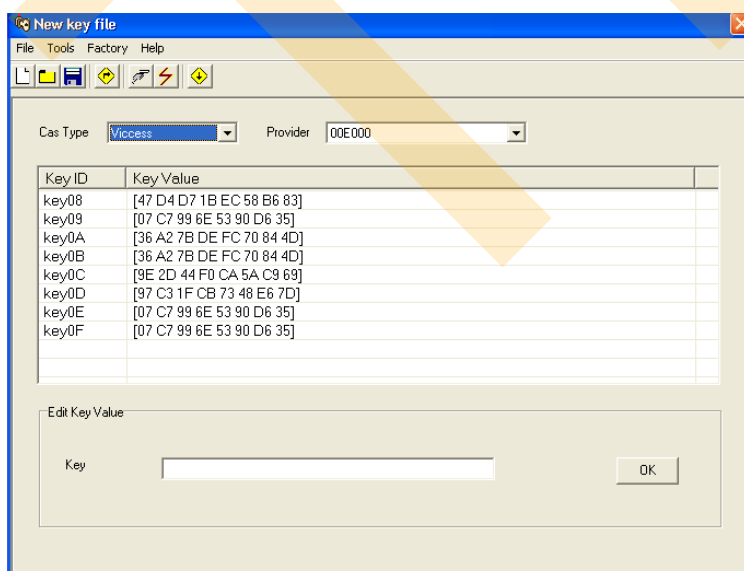 New key file
File Tools Factory Help
Cas Type Viccess Provider 00E000
Key ID Key Value
key08 [47 D4 D7 1B EC 58 B6 83]
key09 [07 C7 99 6E 53 90 D6 35]
key0A [36 A2 7B DE FC 70 84 4D]
key0B [36 A2 7B DE FC 70 84 4D]
key0C [9E 2D 44 F0 CA 5A C9 69]
key0D [97 C3 1F CB 73 48 E6 7D]
key0E [07 C7 99 6E 53 90 D6 35]
key0F [07 C7 99 6E 53 90 D6 35]
Edit Key Value
Key OK